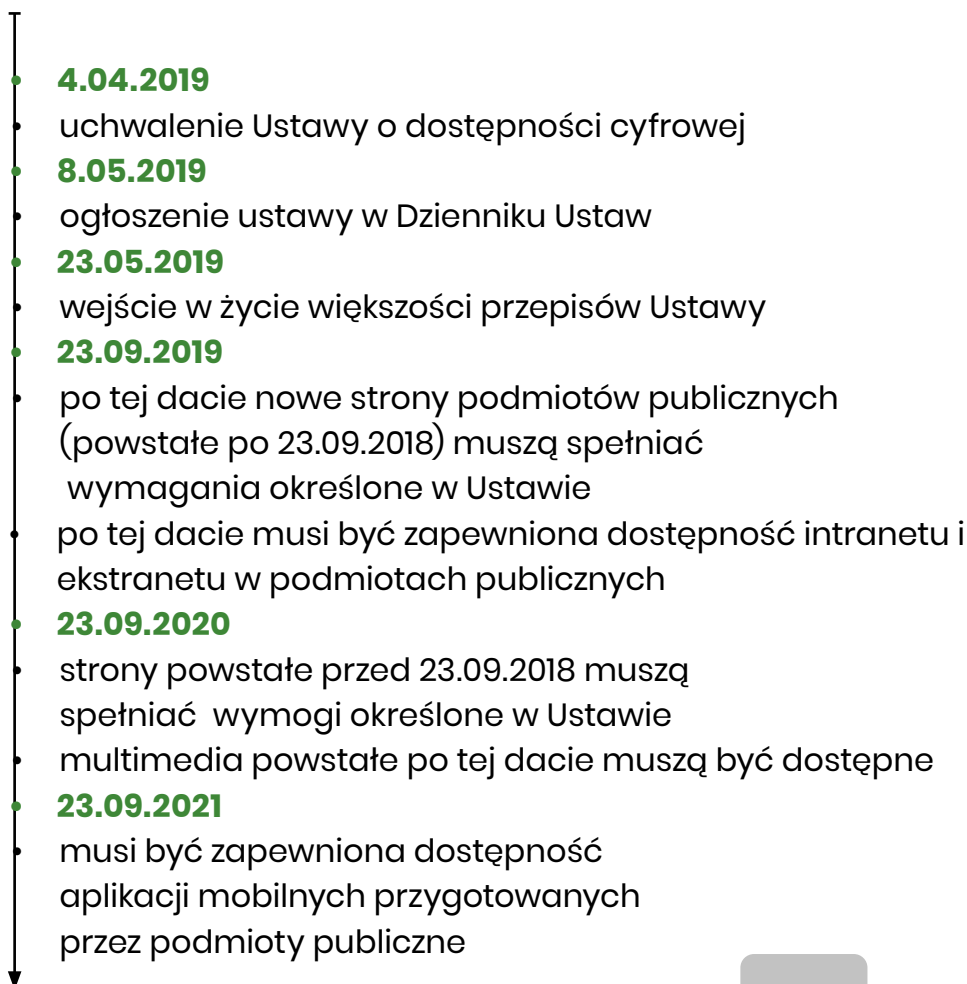 4.04.2019
uchwalenie Ustawy o dostępności cyfrowej
8.05.2019
ogłoszenie ustawy w Dzienniku Ustaw
23.05.2019
wejście w życie większości przepisów Ustawy
23.09.2019
po tej dacie nowe strony podmiotów publicznych
(powstałe po 23.09.2018) muszą spełniać
wymagania określone w Ustawie
po tej dacie musi być zapewniona dostępność intranetu i
ekstranetu w podmiotach publicznych
23.09.2020
strony powstałe przed 23.09.2018 muszą
spełniać wymogi określone w Ustawie
multimedia powstałe po tej dacie muszą być dostępne
23.09.2021
musi być zapewniona dostępność
aplikacji mobilnych przygotowanych
przez podmioty publiczne